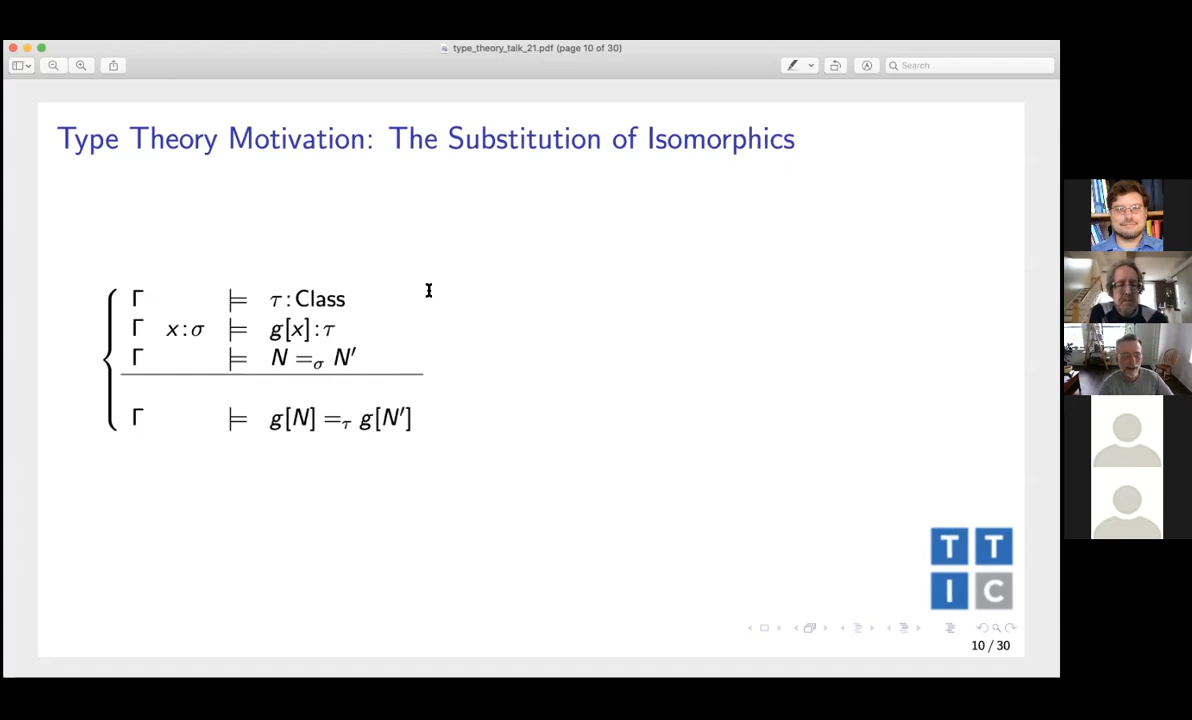 type_theory_talk_21.pdf (page 10 of 30)
Search
Type Theory Motivation: The Substitution of Isomorphics
Γ ⊨ τ : Class
Γ x : σ ⊨ g[x] : τ
Γ ⊨ N =σ N′
Γ ⊨ g[N] =τ g[N′]
T T
I C
10 / 30